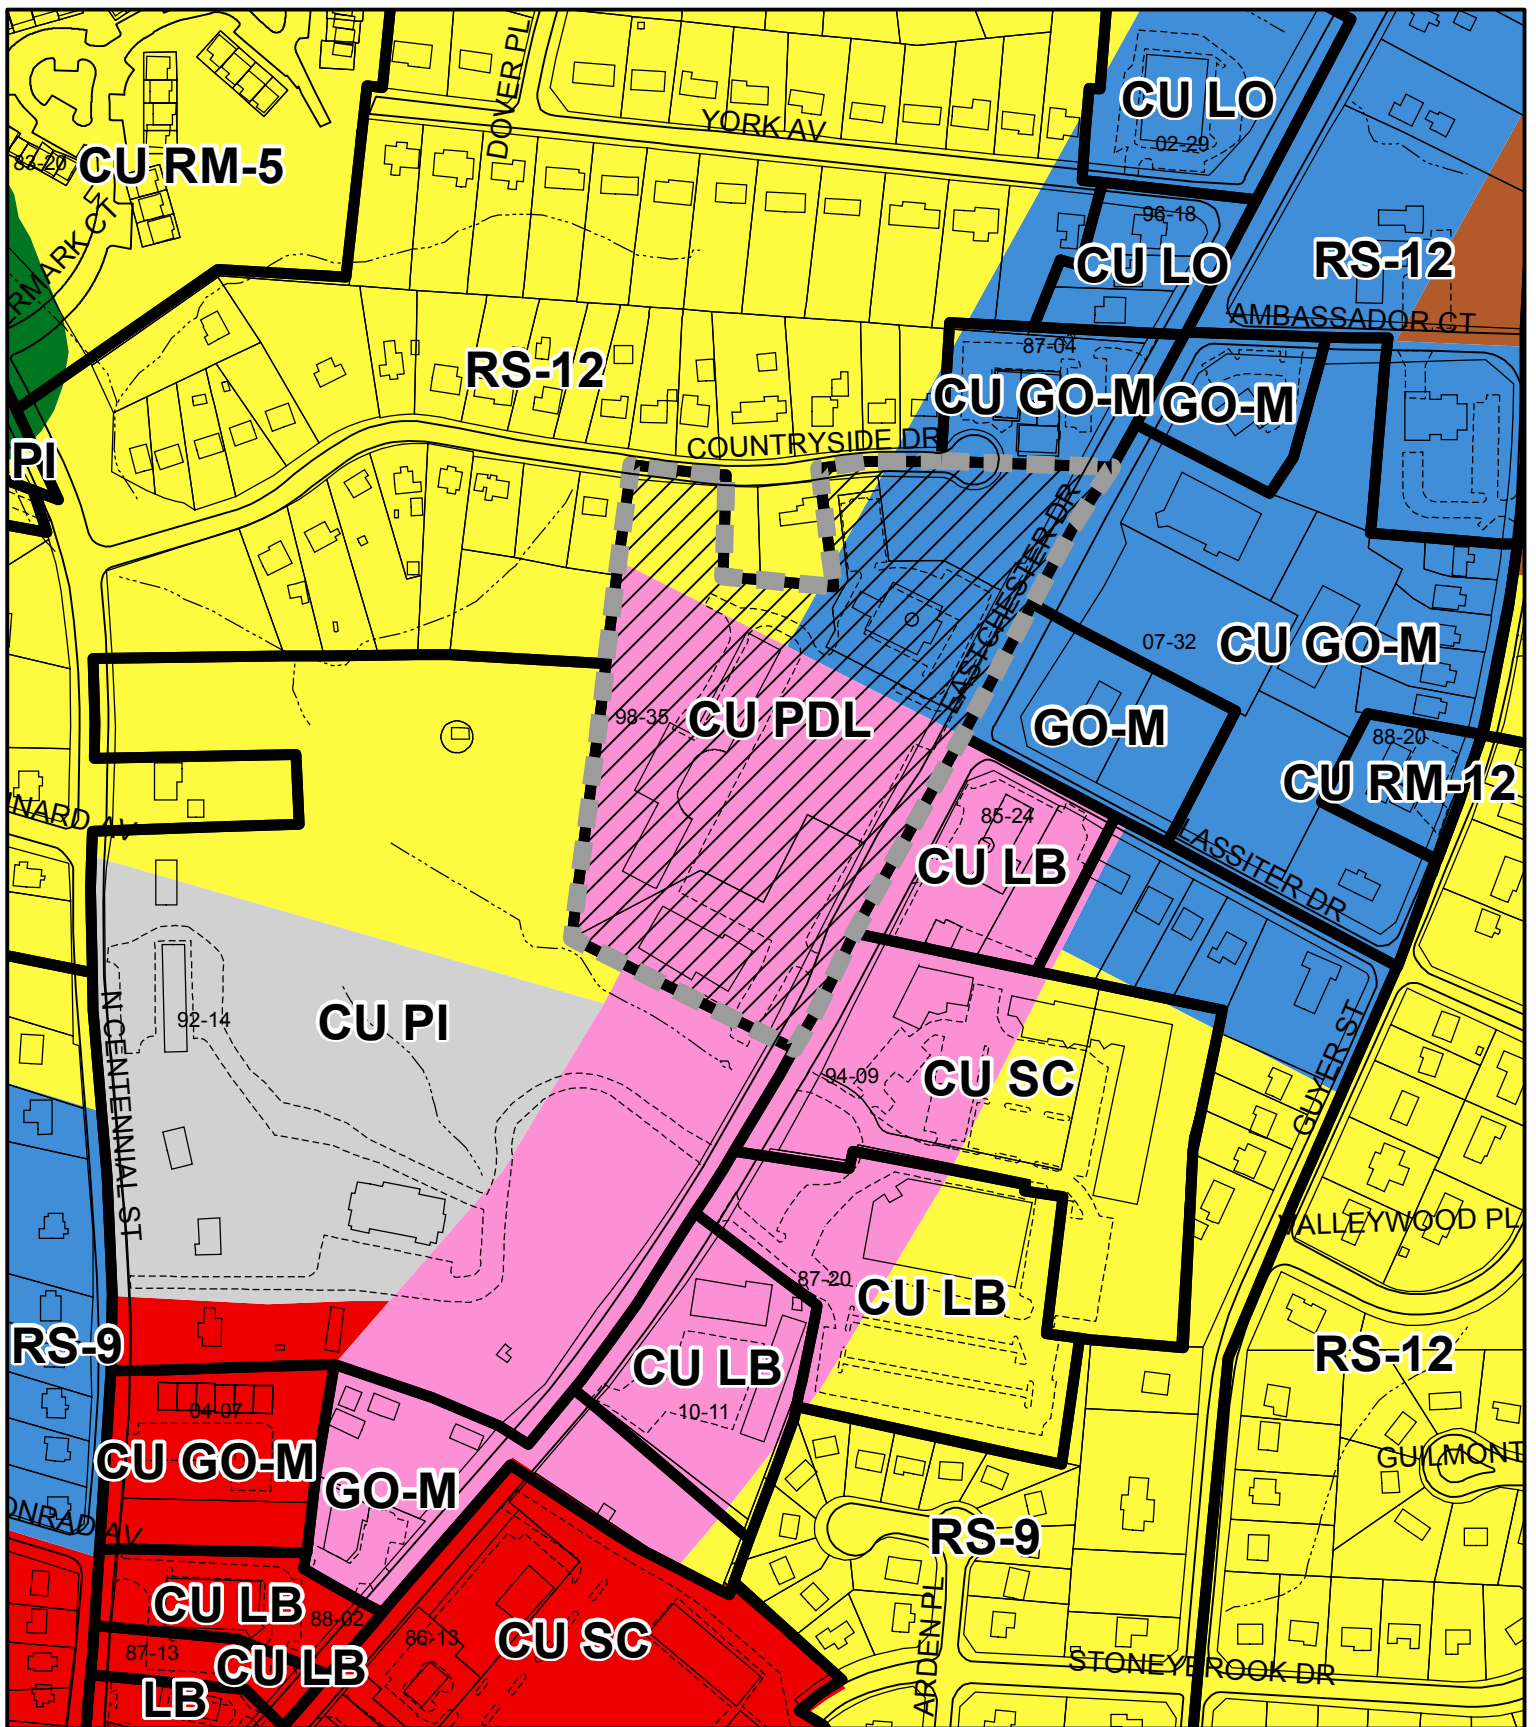 DOVER PL
YORK AV
CU LO
02-29
83-20
CU RM-5
96-18
CU LO
RS-12
AMBASSADOR CT
ERMARK CT
87-04
RS-12
CU GO-M
GO-M
COUNTRYSIDE DR
PI
EASTCHESTER DR
07-32
CU GO-M
98-35
CU PDL
GO-M
88-20
CU RM-12
INARD AV
85-24
CU LB
LASSITER DR
N CENTENNIAL ST
92-14
CU PI
94-09
CU SC
GUYER ST
VALLEYWOOD PL
87-20
CU LB
RS-9
CU LB
10-11
RS-12
04-07
CU GO-M
GO-M
GUILMONT
ONRAD AV
RS-9
CU LB
88-02
86-13
CU SC
87-13
CU LB
LB
ARDEN PL
STONEYBROOK DR